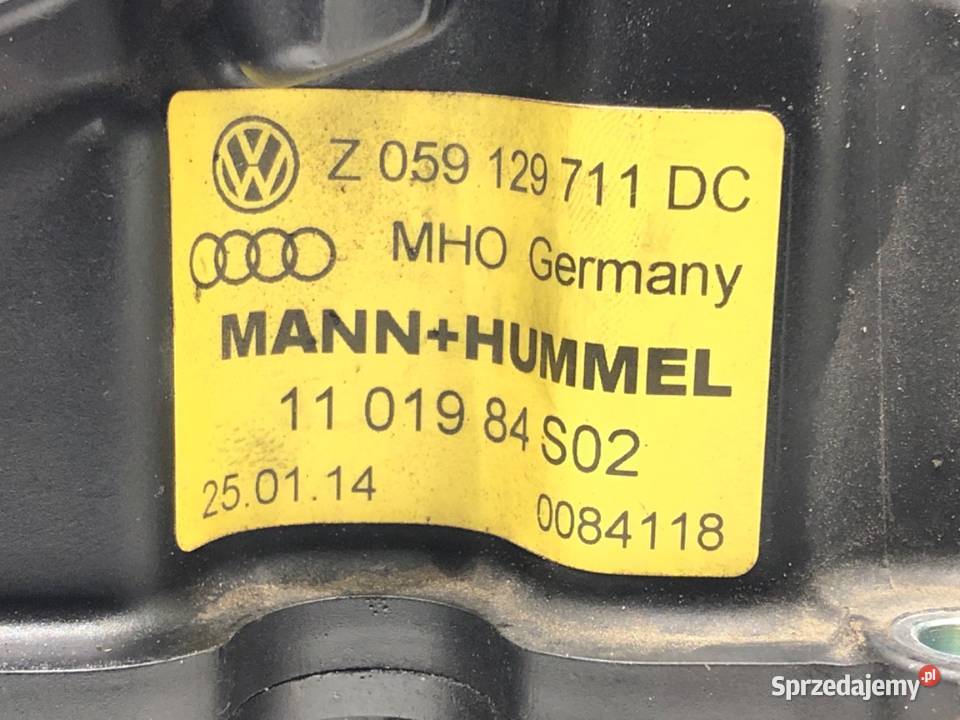 Z 059 129 711 DC
MHO Germany
MANN+HUMMEL
11 019 84 S02
25.01.14 0084118
Sprzedajemy.pl